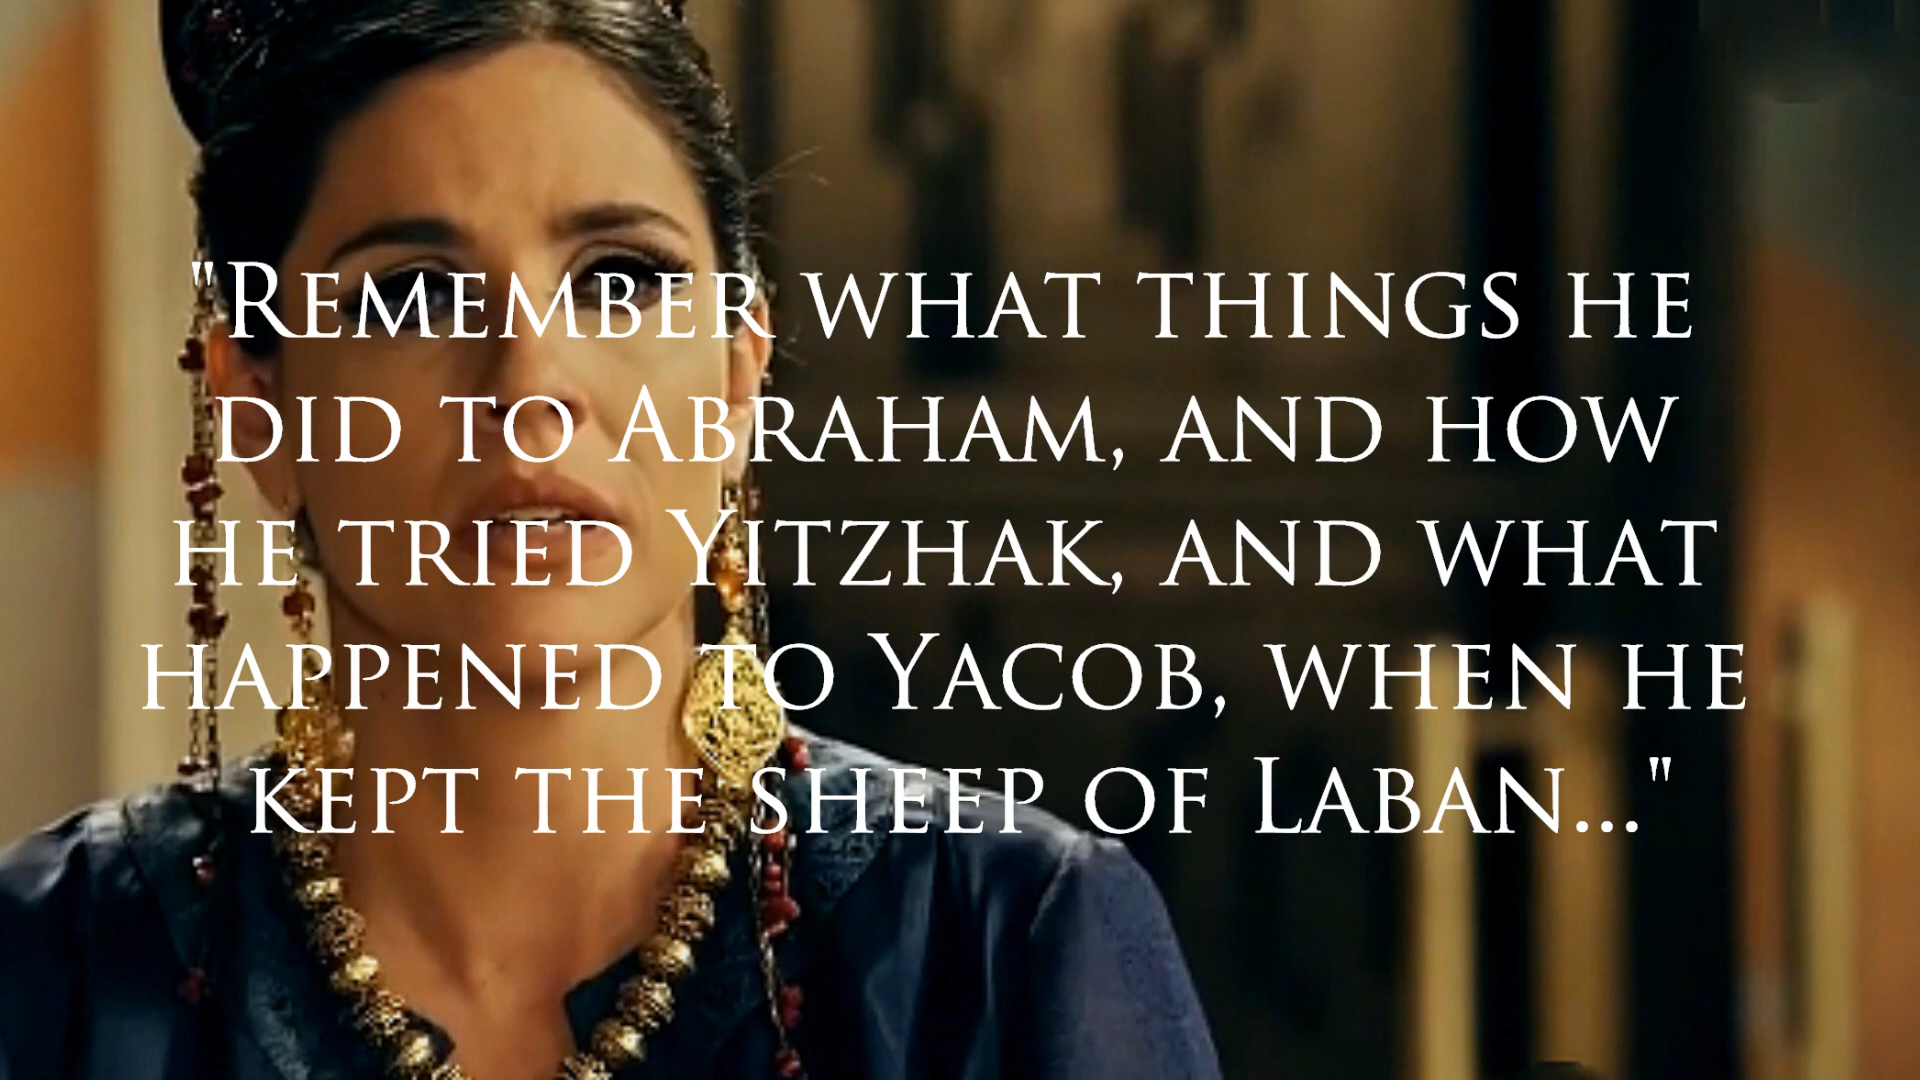 "Remember what things he
did to Abraham, and how
he tried Yitzhak, and what
happened to Yacob, when he
kept the sheep of Laban..."